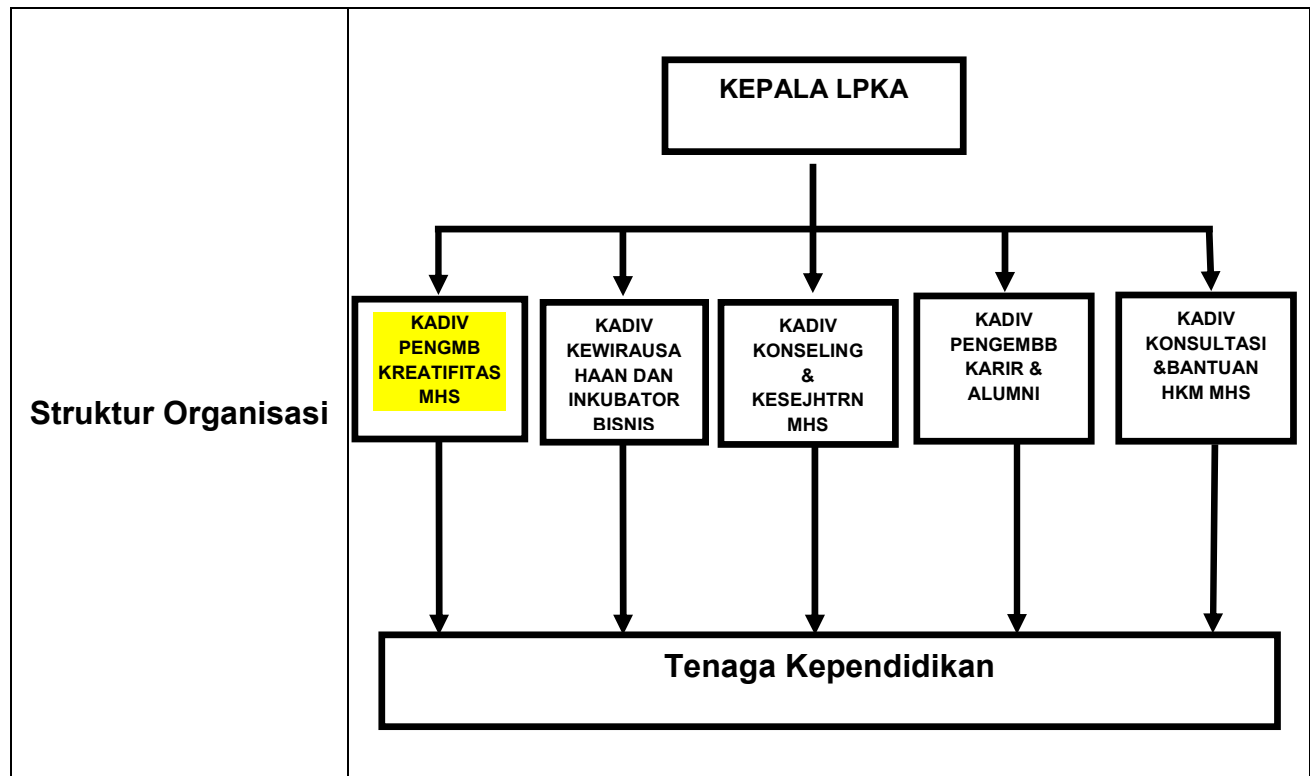 Struktur Organisasi
KEPALA LPKA
KADIV
PENGMB
KREATIFITAS
MHS
KADIV
KEWIRAUSA
HAAN DAN
INKUBATOR
BISNIS
KADIV
KONSELING
&
KESEJHTRN
MHS
KADIV
PENGEMBB
KARIR &
ALUMNI
KADIV
KONSULTASI
&BANTUAN
HKM MHS
Tenaga Kependidikan